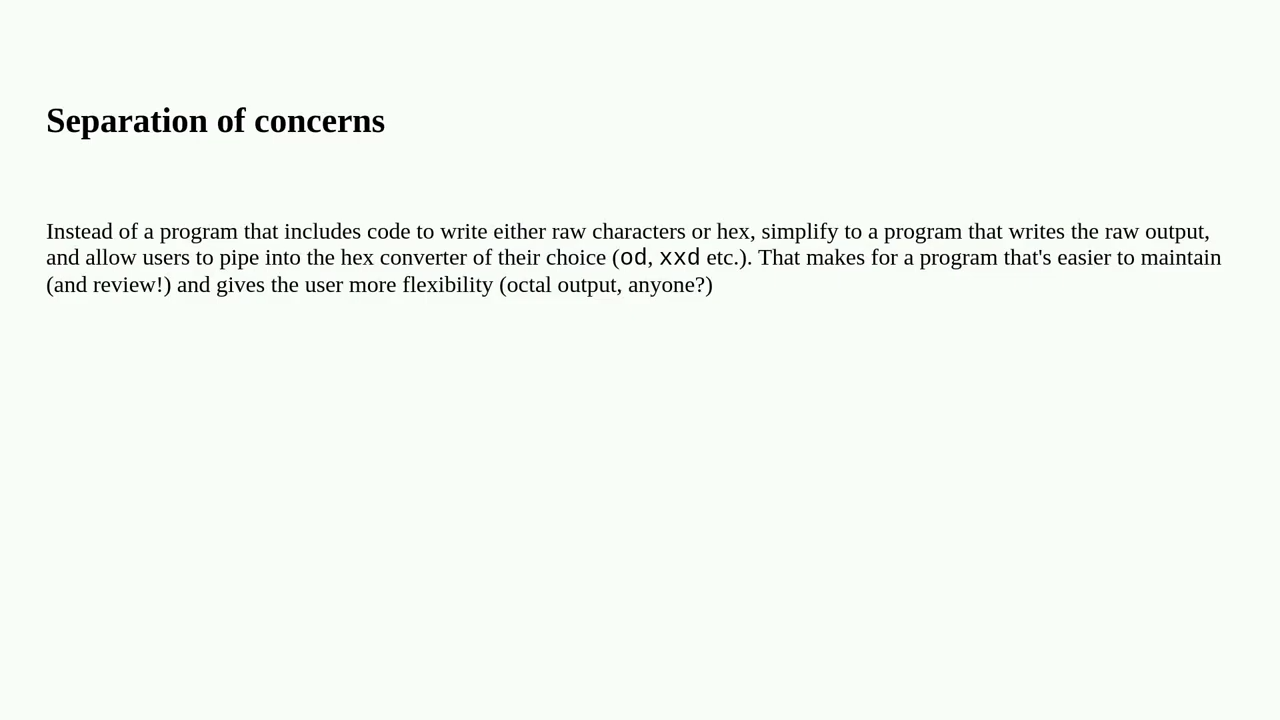 Separation of concerns
Instead of a program that includes code to write either raw characters or hex, simplify to a program that writes the raw output,
and allow users to pipe into the hex converter of their choice (od, xxd etc.). That makes for a program that's easier to maintain
(and review!) and gives the user more flexibility (octal output, anyone?)